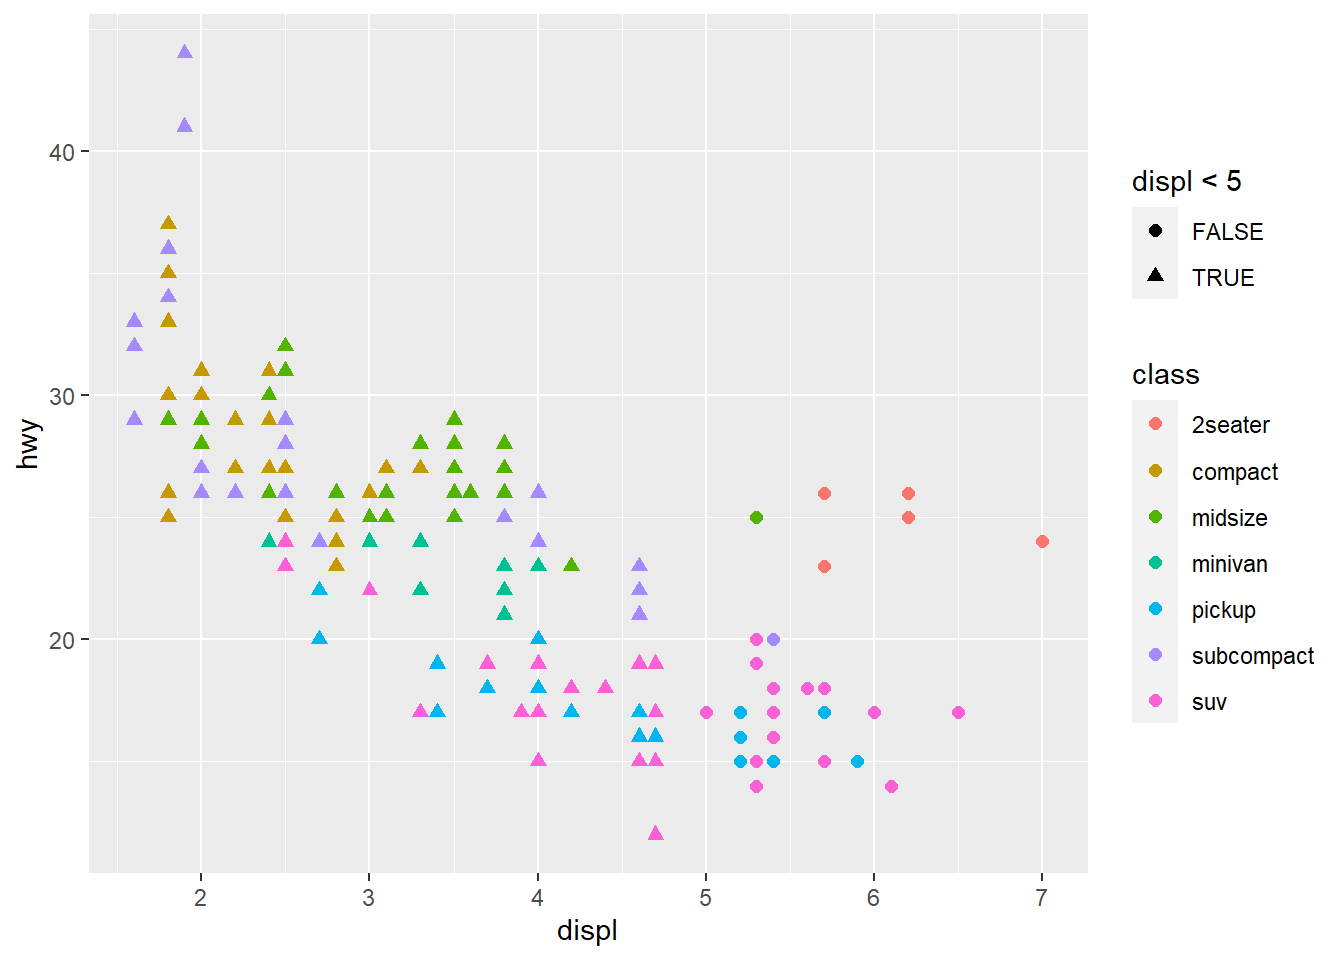 40
30
20
hwy
2 3 4 5 6 7
displ
displ < 5
FALSE
TRUE
class
2seater
compact
midsize
minivan
pickup
subcompact
suv